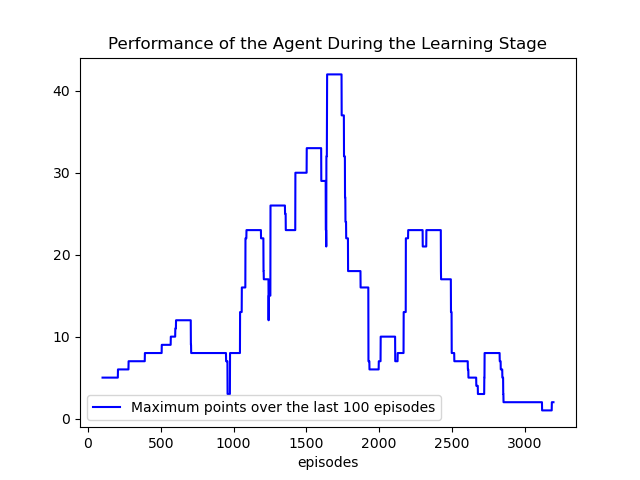 Performance of the Agent During the Learning Stage
40
30
20
10
0
Maximum points over the last 100 episodes
0 500 1000 1500 2000 2500 3000
episodes